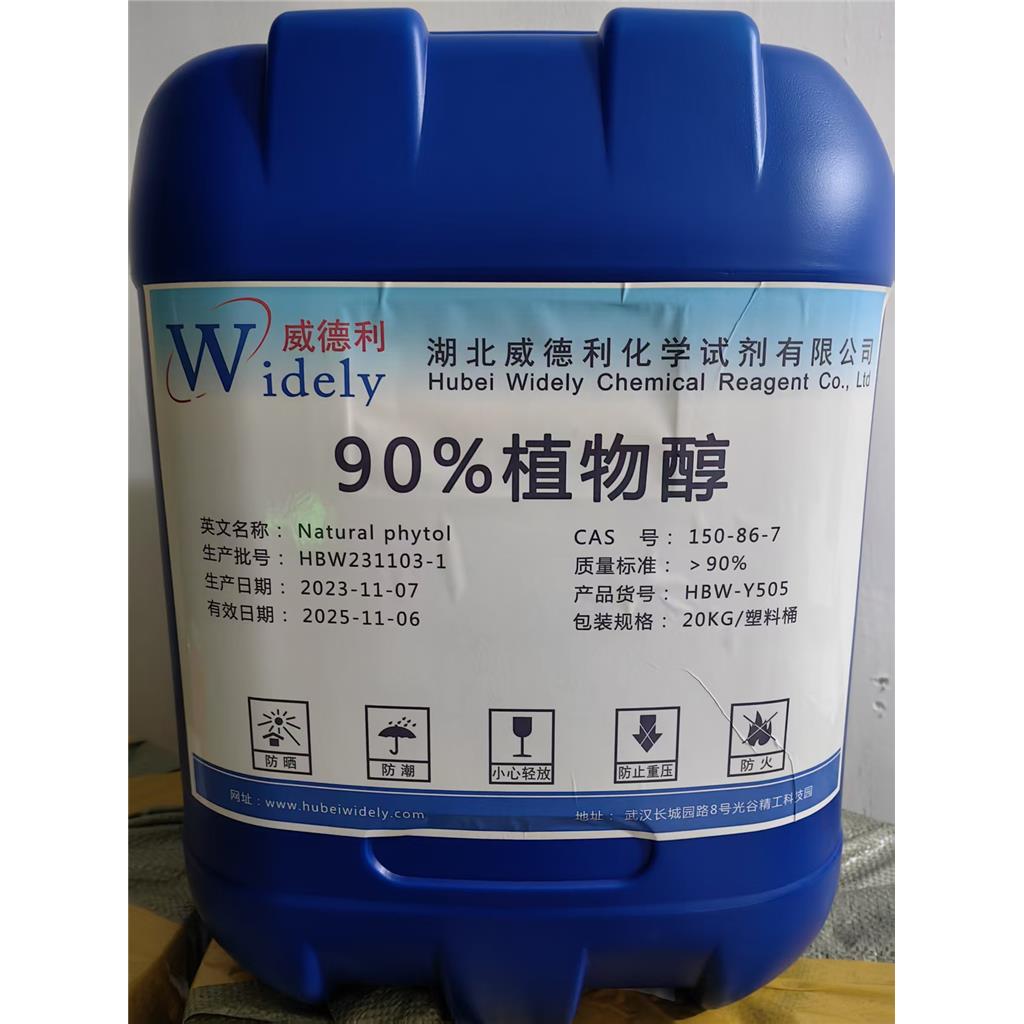 威德利
Widely
湖北威德利化学试剂有限公司
Hubei Widely Chemical Reagent Co., Ltd
90%植物醇
英文名称： Natural phytol
生产批号： HBW231103-1
生产日期： 2023-11-07
有效日期： 2025-11-06
CAS 号： 150-86-7
质量标准： ＞90%
产品货号： HBW-Y505
包装规格： 20KG/塑料桶
防晒
防潮
小心轻放
防止重压
防火
网址：www.hubeiwidely.com
地址： 武汉长城园路8号光谷精工科技园